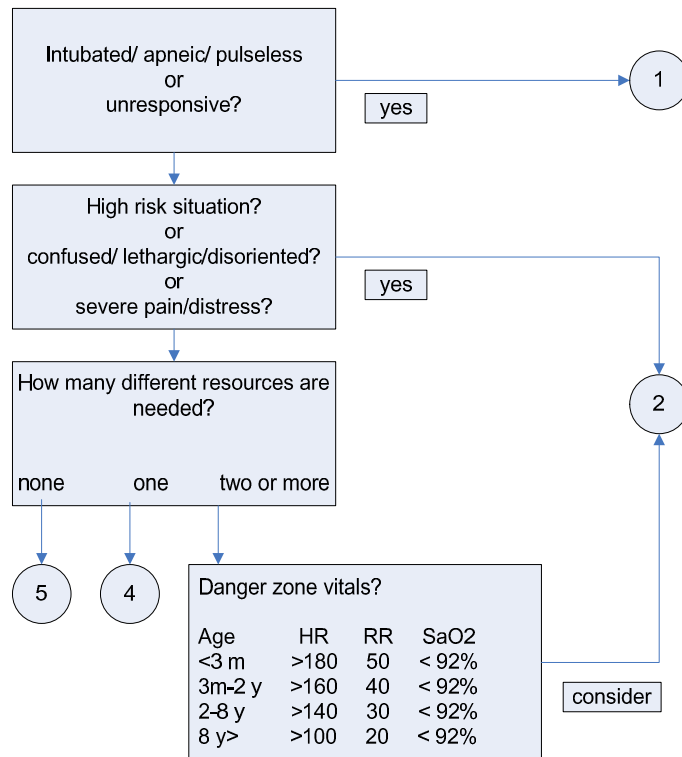 Intubated/ apneic/ pulseless
or
unresponsive?
yes
1
High risk situation?
or
confused/ lethargic/disoriented?
or
severe pain/distress?
yes
2
How many different resources are
needed?
none one two or more
5 4
Danger zone vitals?
Age HR RR SaO2
<3 m >180 50 < 92%
3m-2 y >160 40 < 92%
2-8 y >140 30 < 92%
8 y> >100 20 < 92%
consider